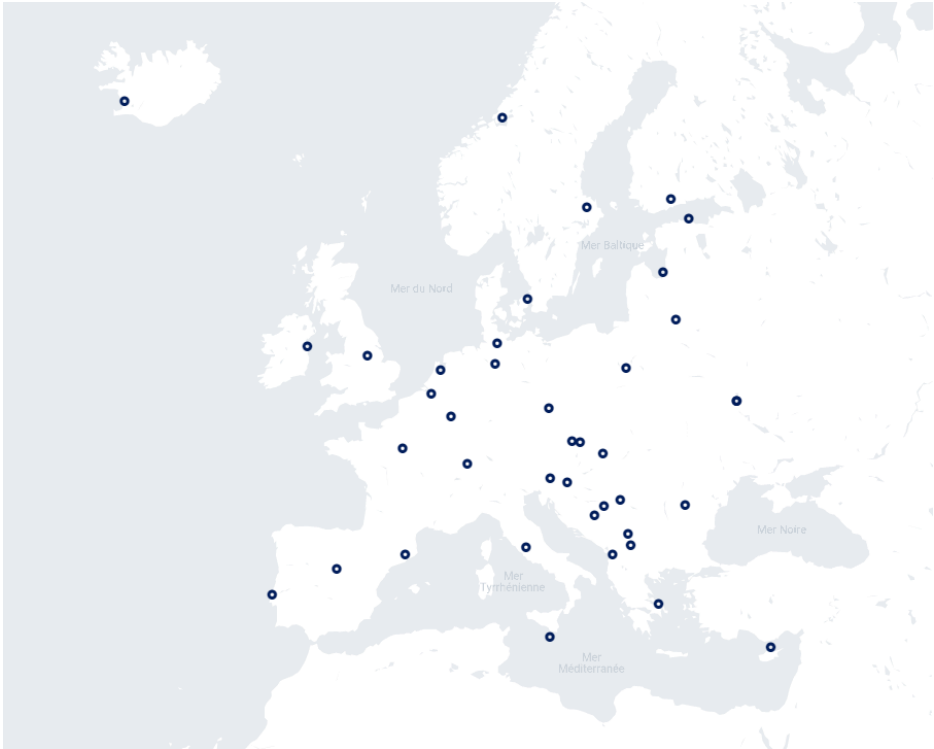 Mer Baltique
Mer du Nord
Mer Noire
Mer
Tyrrhénienne
Mer
Méditerranée